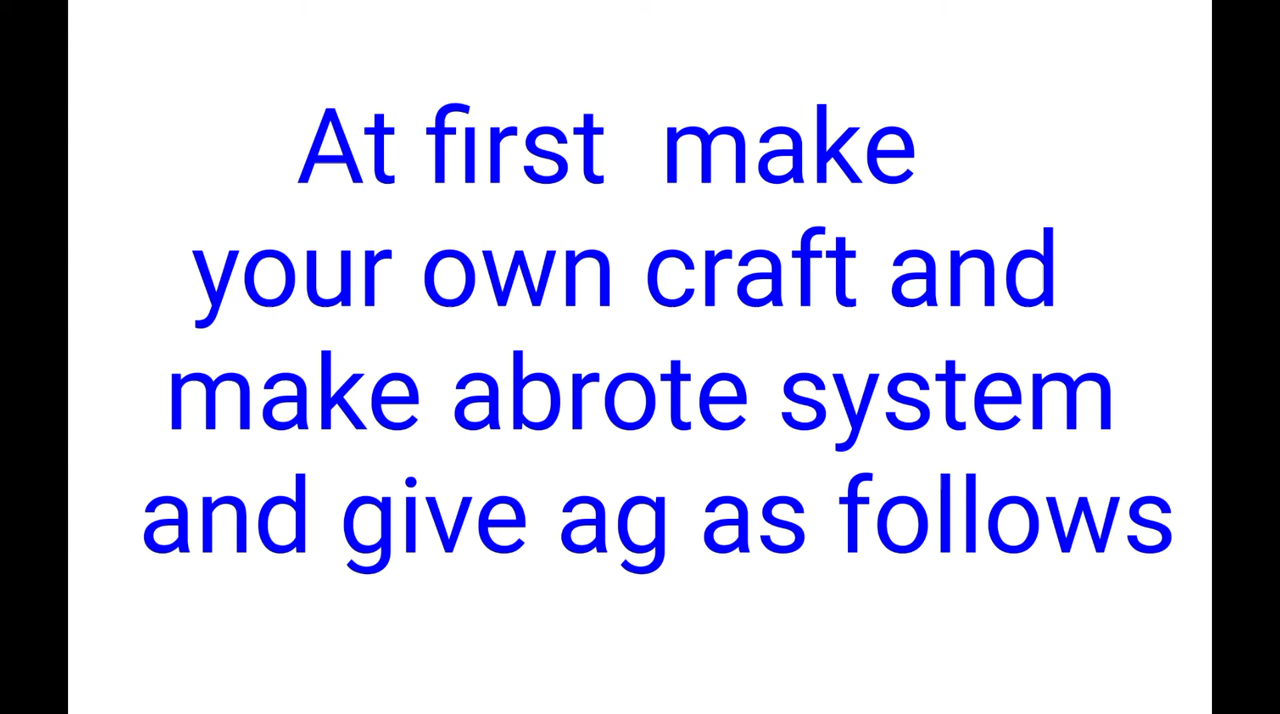 At first  make
your own craft and
make abrote system
and give ag as follows